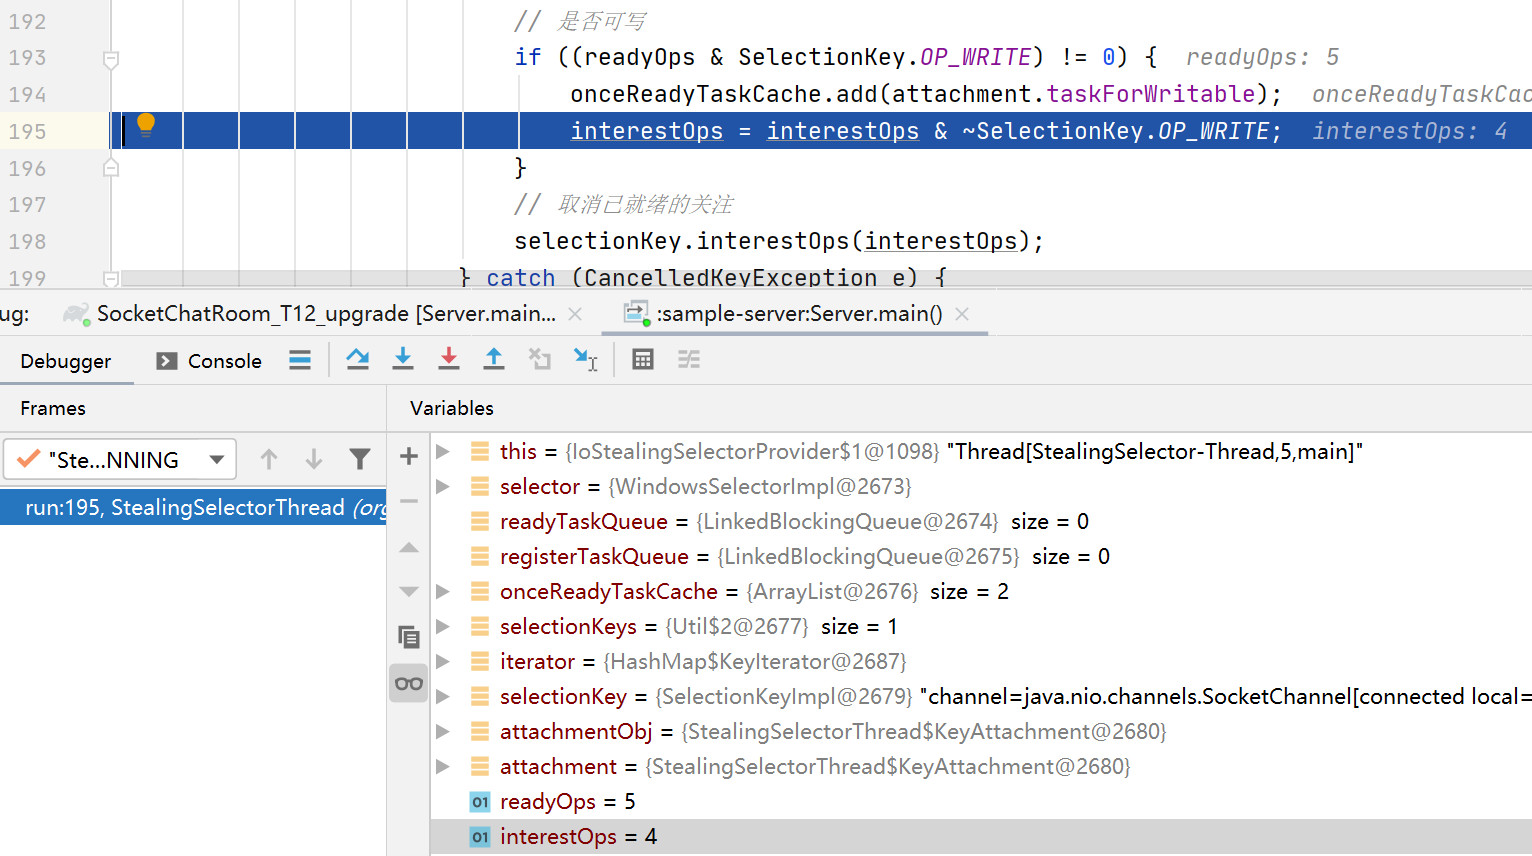 192 // 是否可写
193 if ((readyOps & SelectionKey.OP_WRITE) != 0) { readyOps: 5
194 onceReadyTaskCache.add(attachment.taskForWritable); onceReadyTaskCac
195 interestOps = interestOps & ~SelectionKey.OP_WRITE; interestOps: 4
196 }
197 // 取消已就绪的关注
198 selectionKey.interestOps(interestOps);
199 } catch (CancelledKeyException e) {
ug: SocketChatRoom_T12_upgrade [Server.main... × :sample-server:Server.main() ×
Debugger Console
Frames Variables
"Ste...NNING
run:195, StealingSelectorThread (org
this = {IoStealingSelectorProvider$1@1098} "Thread[StealingSelector-Thread,5,main]"
selector = {WindowsSelectorImpl@2673}
readyTaskQueue = {LinkedBlockingQueue@2674} size = 0
registerTaskQueue = {LinkedBlockingQueue@2675} size = 0
onceReadyTaskCache = {ArrayList@2676} size = 2
selectionKeys = {Util$2@2677} size = 1
iterator = {HashMap$KeyIterator@2687}
selectionKey = {SelectionKeyImpl@2679} "channel=java.nio.channels.SocketChannel[connected local=
attachmentObj = {StealingSelectorThread$KeyAttachment@2680}
attachment = {StealingSelectorThread$KeyAttachment@2680}
01 readyOps = 5
01 interestOps = 4